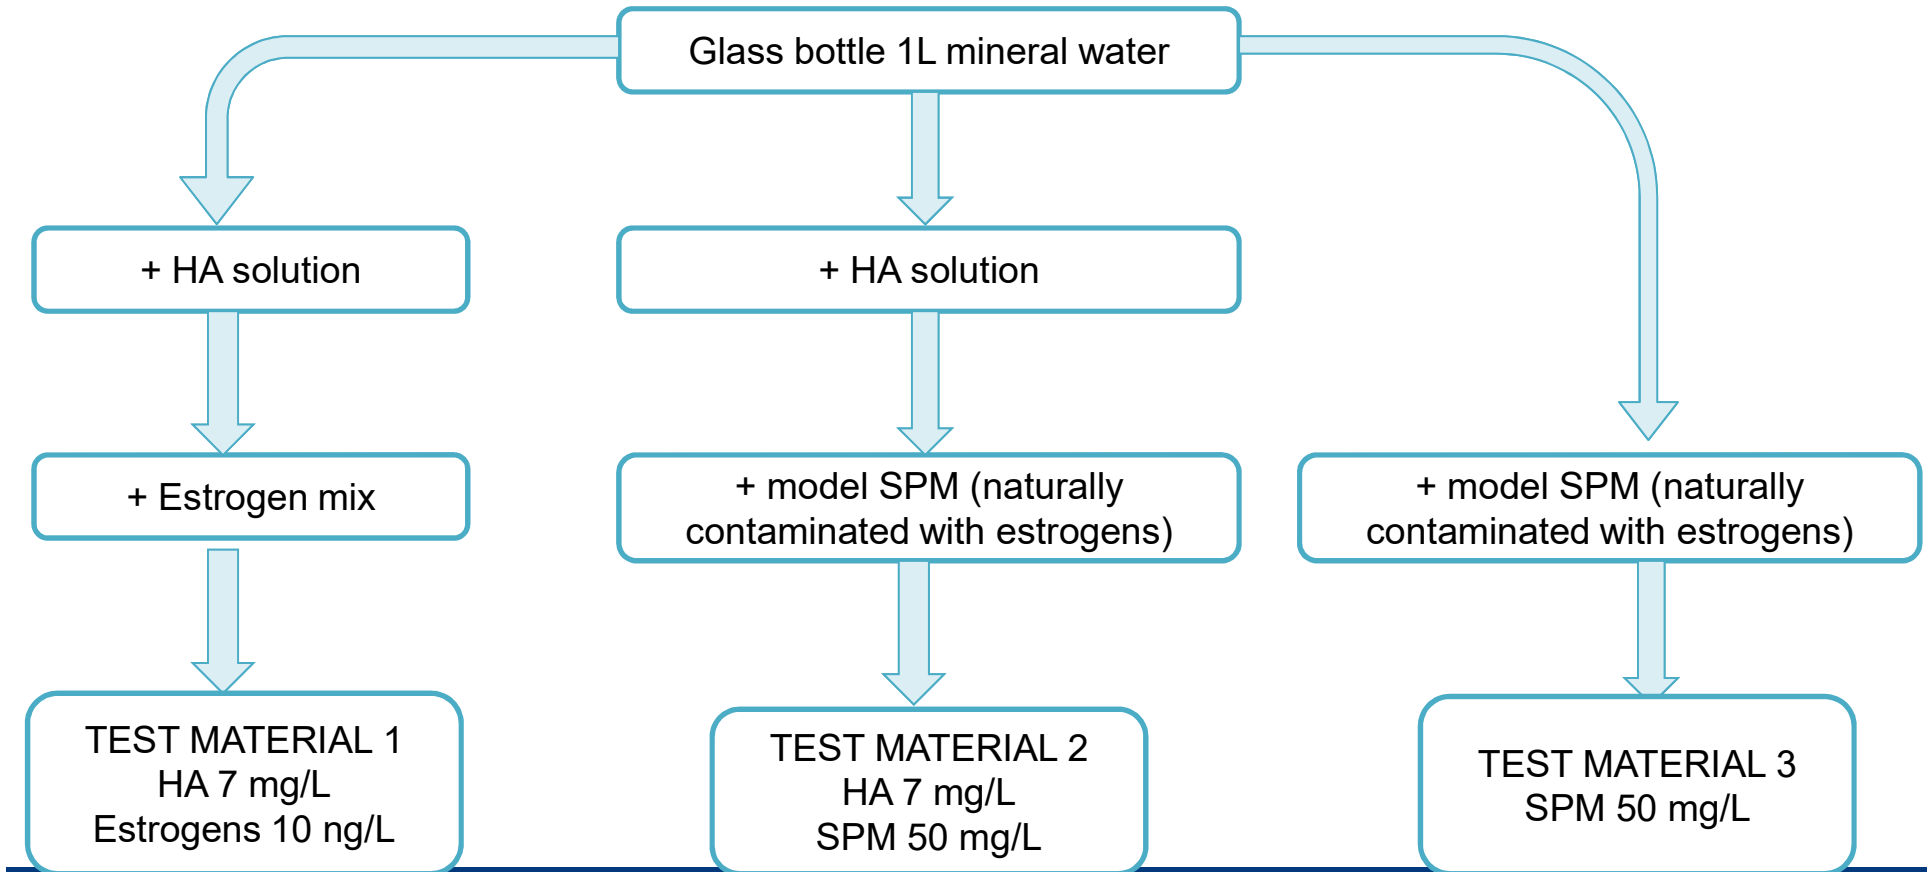 Glass bottle 1L mineral water
+ HA solution
+ HA solution
+ Estrogen mix
+ model SPM (naturally
contaminated with estrogens)
+ model SPM (naturally
contaminated with estrogens)
TEST MATERIAL 1
HA 7 mg/L
Estrogens 10 ng/L
TEST MATERIAL 2
HA 7 mg/L
SPM 50 mg/L
TEST MATERIAL 3
SPM 50 mg/L